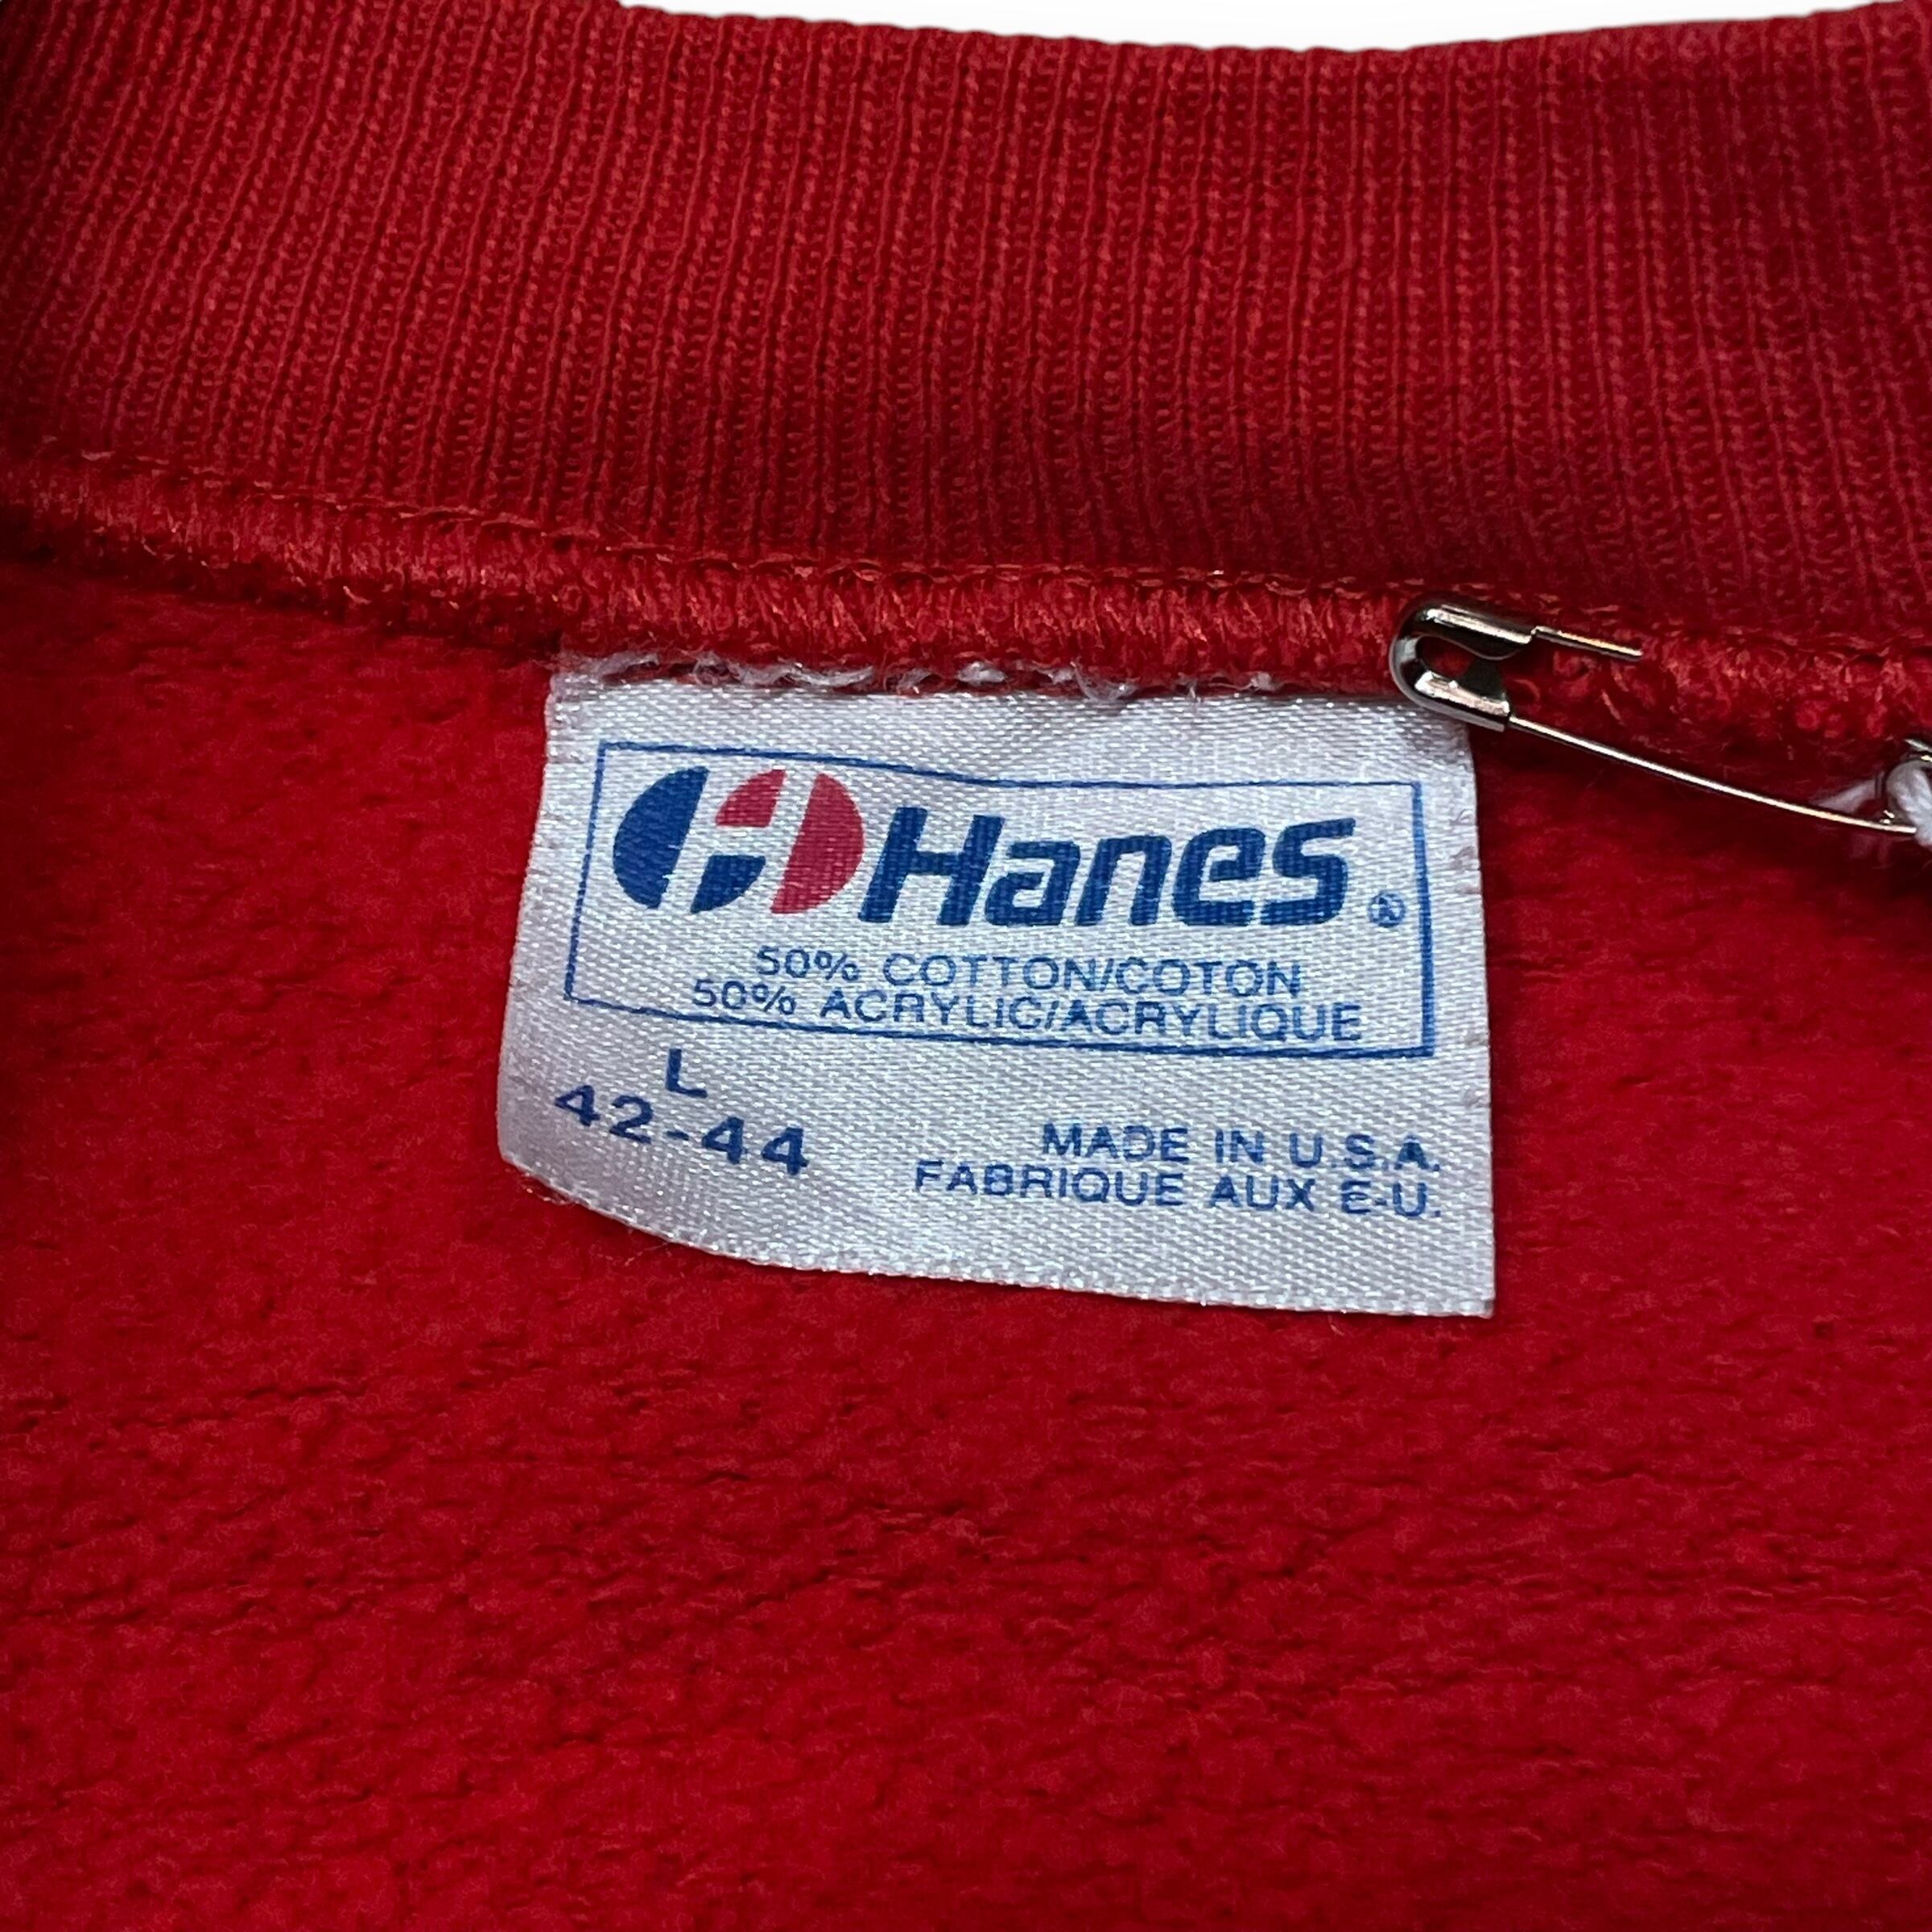 Hanes®
50% COTTON/COTON
50% ACRYLIC/ACRYLIQUE
L
42-44
MADE IN U.S.A.
FABRIQUE AUX E-U.